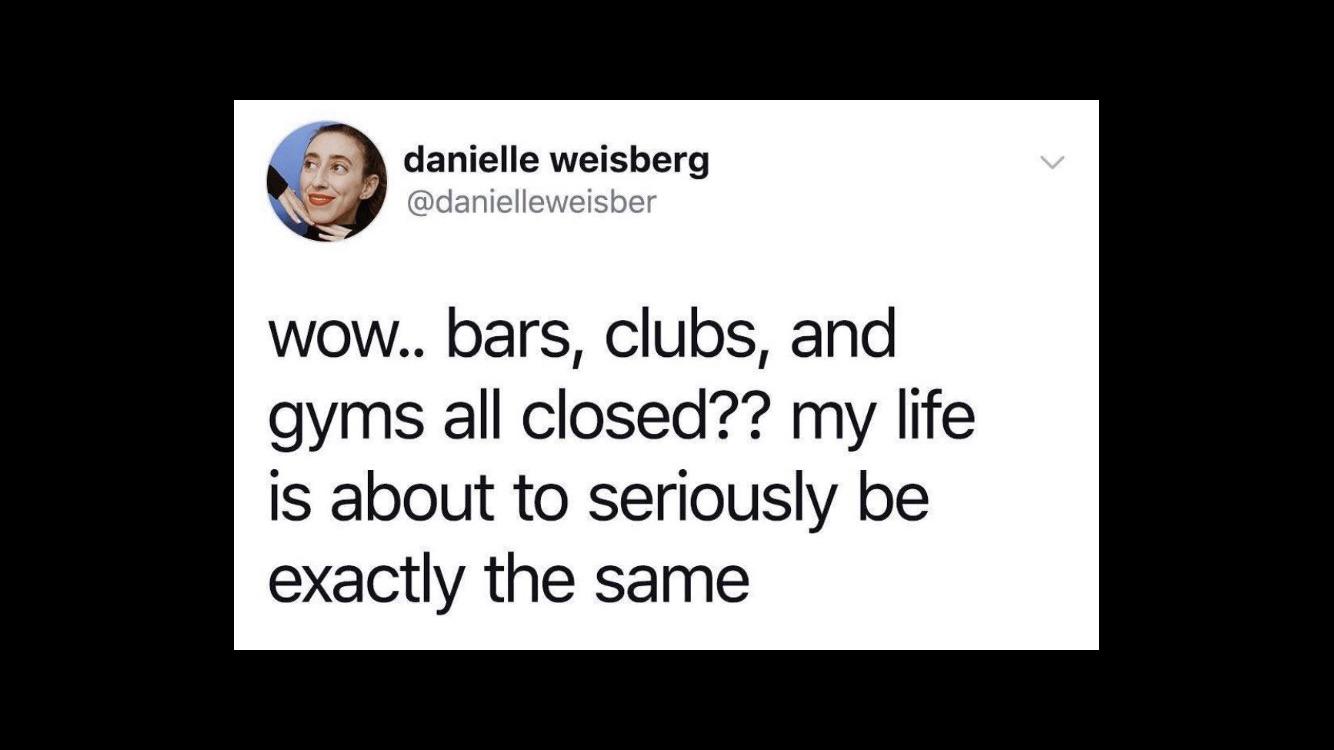 danielle weisberg
@danielleweisber
wow.. bars, clubs, and
gyms all closed?? my life
is about to seriously be
exactly the same